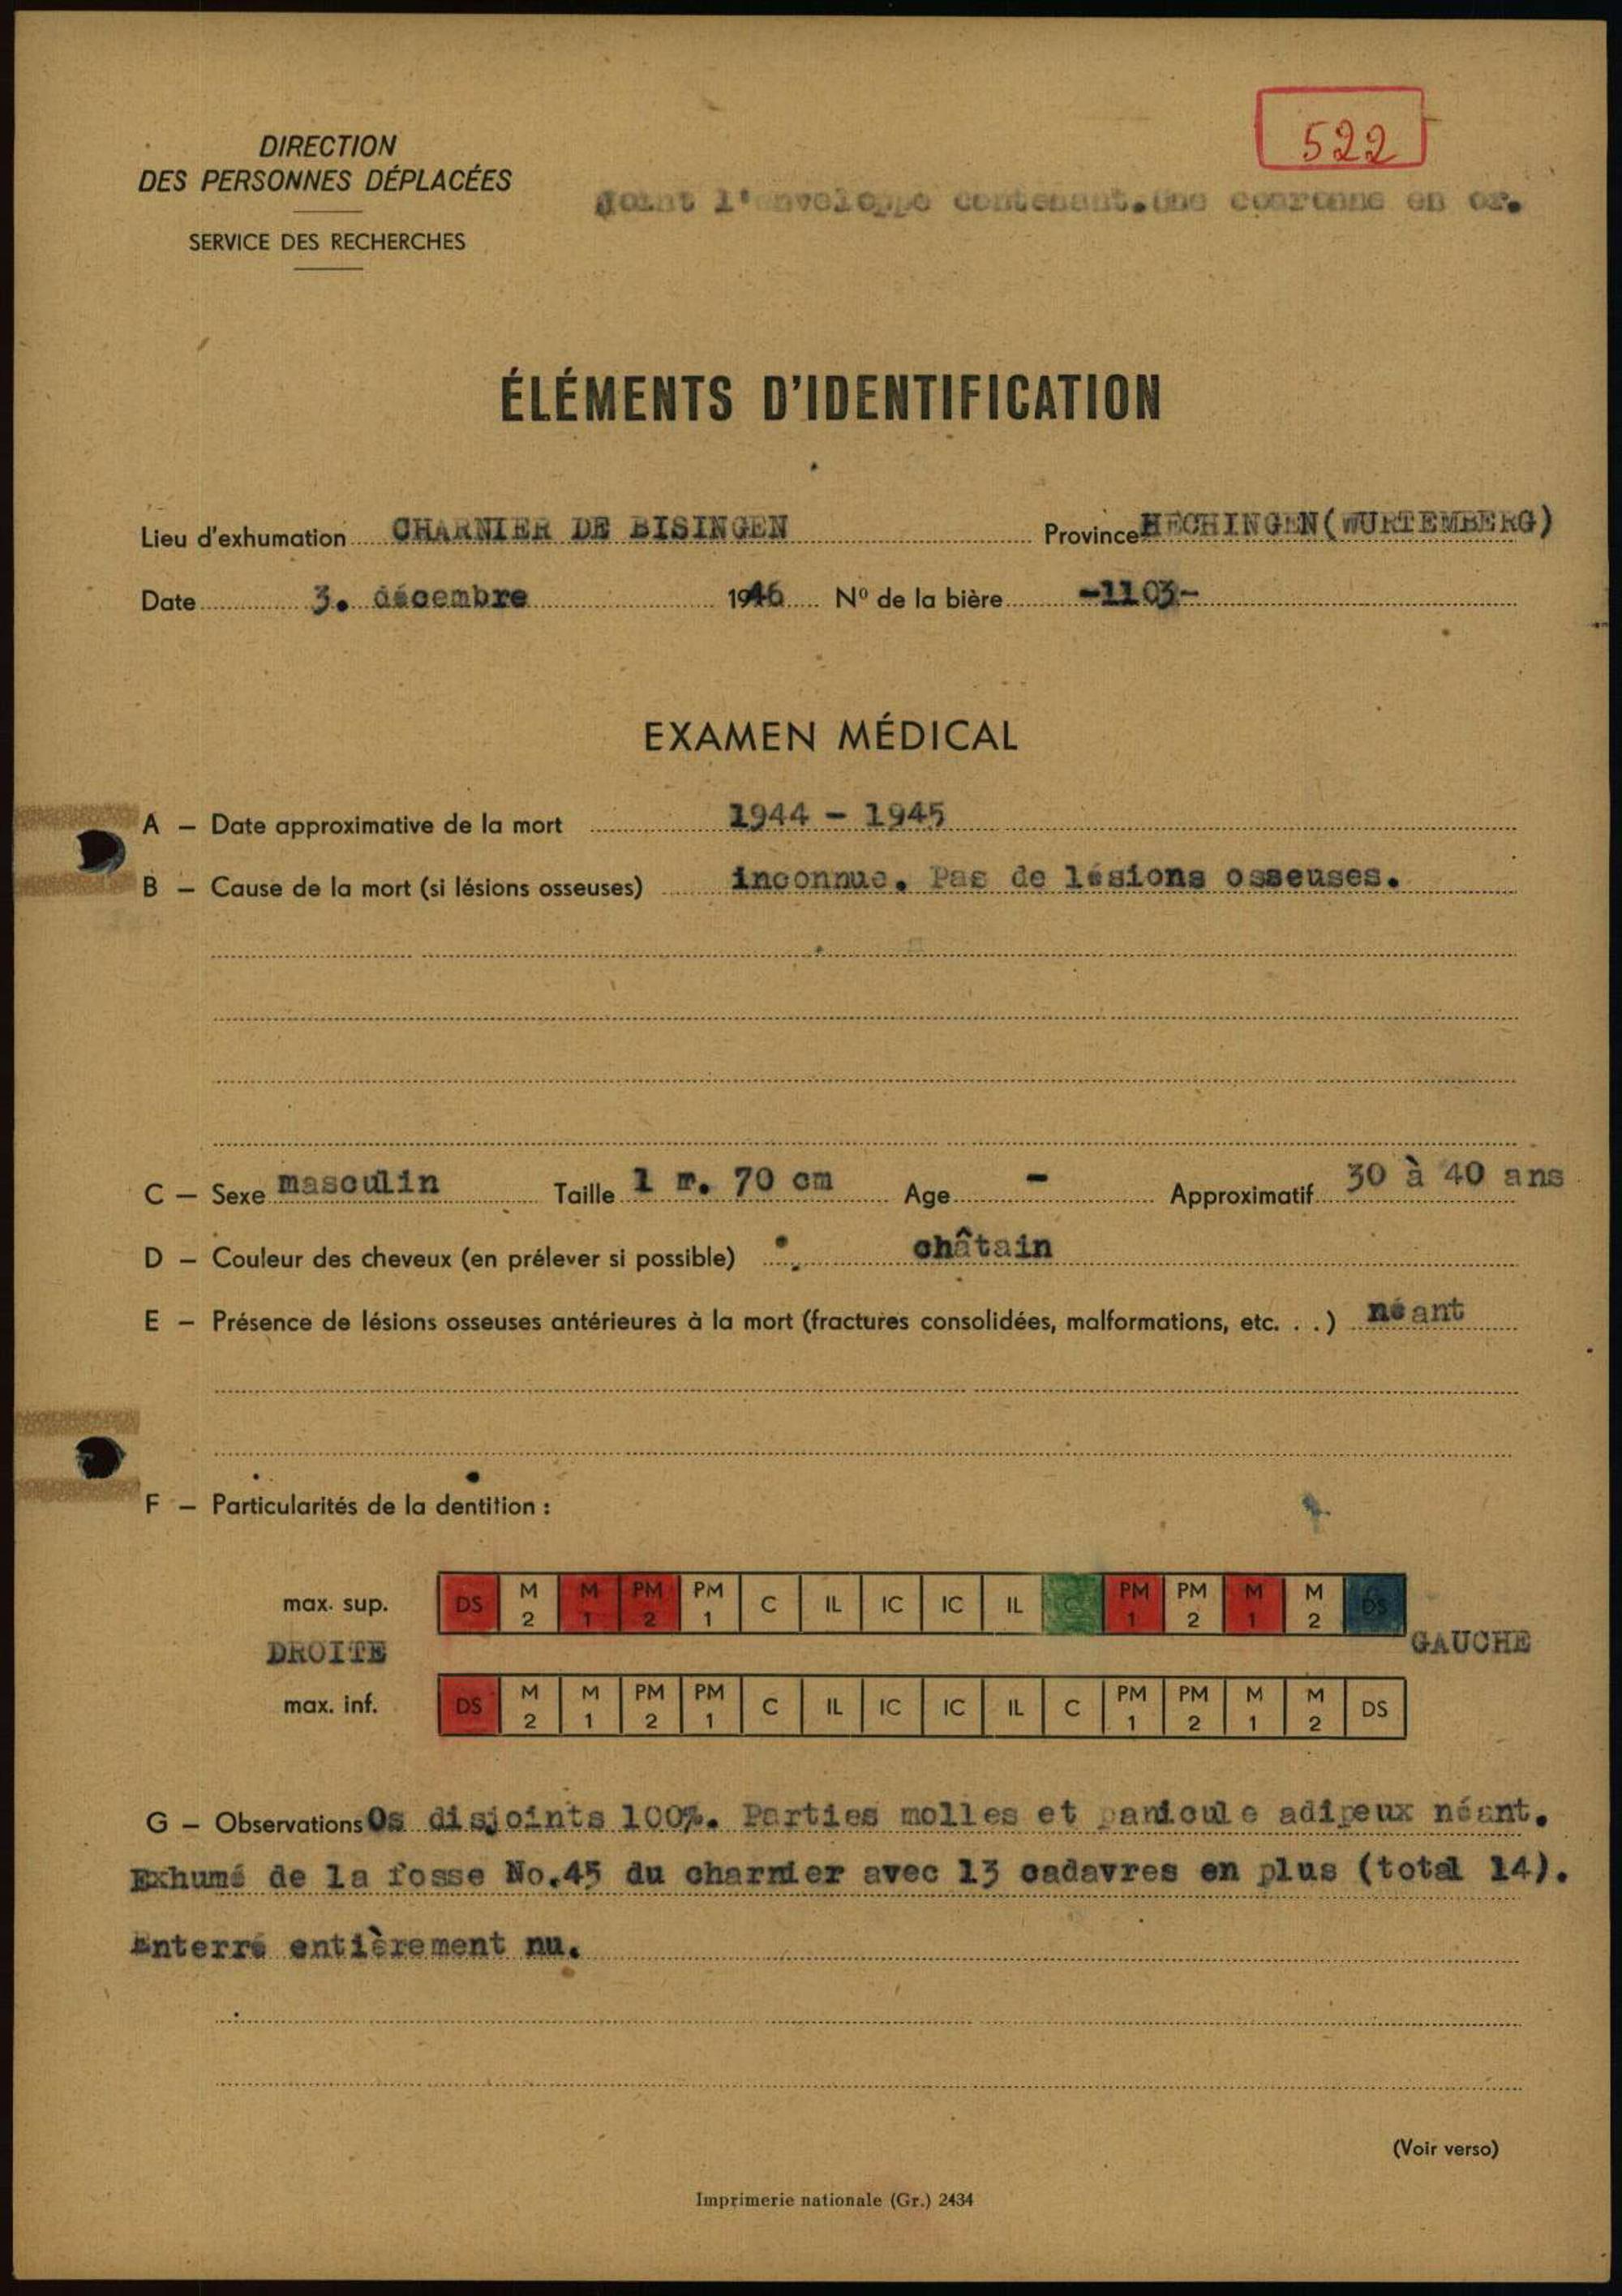 DIRECTION
DES PERSONNES DÉPLACÉES
SERVICE DES RECHERCHES
522
joint l'enveloppe contenant.une couronne en or.
ÉLÉMENTS D'IDENTIFICATION
Lieu d'exhumation CHARNIER DE BISINGEN Province HECHINGEN(WURTEMBERG)
Date 3. décembre 1946 Nº de la bière -1103-
EXAMEN MÉDICAL
A – Date approximative de la mort 1944 - 1945
B – Cause de la mort (si lésions osseuses) inconnue. Pas de lésions osseuses.
C – Sexe masculin Taille 1 m. 70 cm Age - Approximatif 30 à 40 ans
D – Couleur des cheveux (en prélever si possible) châtain
E – Présence de lésions osseuses antérieures à la mort (fractures consolidées, malformations, etc. . .) néant
F – Particularités de la dentition :
max. sup. DS M 2 M 1 PM 2 PM 1 C IL IC IC IL C PM 1 PM 2 M 1 M 2 DS
DROITE GAUCHE
max. inf. DS M 2 M 1 PM 2 PM 1 C IL IC IC IL C PM 1 PM 2 M 1 M 2 DS
G – Observations Os disjoints 100%. Parties molles et panicule adipeux néant.
Exhumé de la fosse No.45 du charnier avec 13 cadavres en plus (total 14).
Enterré entièrement nu.
(Voir verso)
Imprimerie nationale (Gr.) 2434